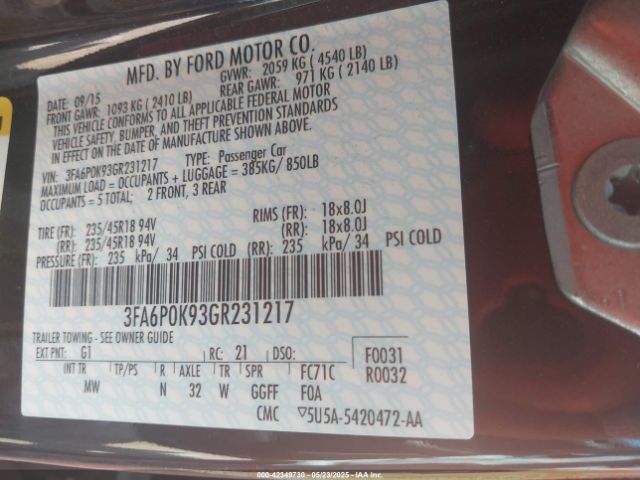 MFD. BY FORD MOTOR CO.
DATE: 09/15 GVWR: 2059 KG ( 4540 LB)
FRONT GAWR: 1093 KG ( 2410 LB) REAR GAWR: 971 KG ( 2140 LB)
THIS VEHICLE CONFORMS TO ALL APPLICABLE FEDERAL MOTOR
VEHICLE SAFETY, BUMPER, AND THEFT PREVENTION STANDARDS
IN EFFECT ON THE DATE OF MANUFACTURE SHOWN ABOVE.
VIN: 3FA6P0K93GR231217 TYPE: Passenger Car
MAXIMUM LOAD = OCCUPANTS + LUGGAGE = 385KG/ 850LB
OCCUPANTS = 5 TOTAL; 2 FRONT, 3 REAR
TIRE (FR): 235/45R18 94V RIMS (FR): 18x8.0J
(RR): 235/45R18 94V (RR): 18x8.0J
PRESSURE (FR): 235 kPa/ 34 PSI COLD (RR): 235 kPa/ 34 PSI COLD
3FA6P0K93GR231217
TRAILER TOWING - SEE OWNER GUIDE
EXT PNT: G1 RC: 21 DSO: F0031
INT TR TP/PS R AXLE TR SPR FC71C R0032
MW N 32 W GGFF F0A
CMC ▽5U5A-5420472-AA
000-42349730 - 05/23/2025 - IAAI.COM